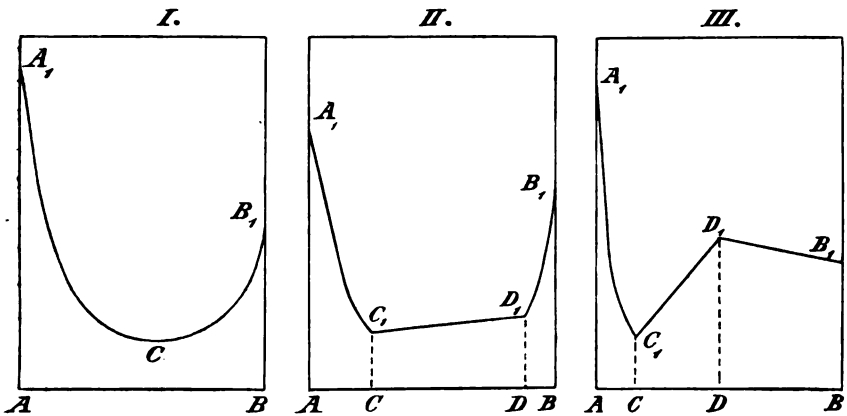 I.
A₁
B₁
C
A B
II.
A₁
B₁
C₁ D₁
A C D B
III.
A₁
D₁
B₁
C₁
A C D B